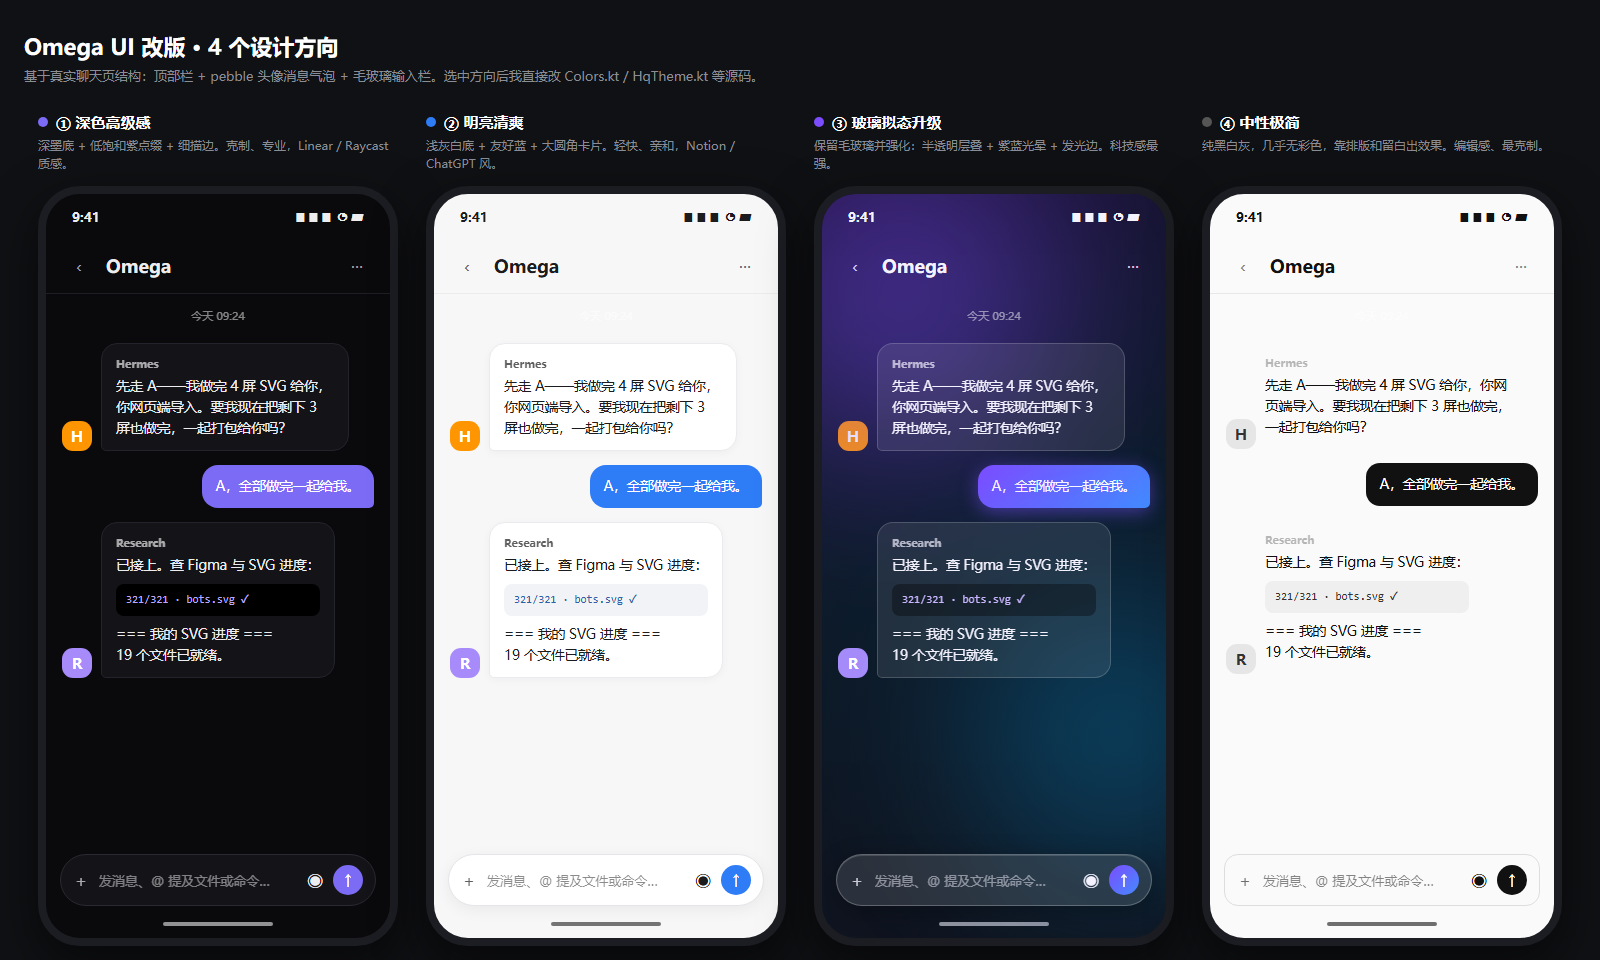 Omega UI 改版 • 4 个设计方向
基于真实聊天页结构：顶部栏 + pebble 头像消息气泡 + 毛玻璃输入栏。选中方向后我直接改 Colors.kt / HqTheme.kt 等源码。
① 深色高级感
深墨底 + 低饱和紫点缀 + 细描边。克制、专业，Linear / Raycast
质感。
9:41
Omega
···
今天 09:24
Hermes
先走 A——我做完 4 屏 SVG 给你，
你网页端导入。要我现在把剩下 3
屏也做完，一起打包给你吗？
H
A，全部做完一起给我。
Research
已接上。查 Figma 与 SVG 进度：
321/321 · bots.svg ✓
=== 我的 SVG 进度 ===
19 个文件已就绪。
R
+ 发消息、@ 提及文件或命令... ↑
② 明亮清爽
浅灰白底 + 友好蓝 + 大圆角卡片。轻快、亲和，Notion /
ChatGPT 风。
9:41
Omega
···
Hermes
先走 A——我做完 4 屏 SVG 给你，
你网页端导入。要我现在把剩下 3
屏也做完，一起打包给你吗？
H
A，全部做完一起给我。
Research
已接上。查 Figma 与 SVG 进度：
321/321 · bots.svg ✓
=== 我的 SVG 进度 ===
19 个文件已就绪。
R
+ 发消息、@ 提及文件或命令... ↑
③ 玻璃拟态升级
保留毛玻璃并强化：半透明层叠 + 紫蓝光晕 + 发光边。科技感最
强。
9:41
Omega
···
今天 09:24
Hermes
先走 A——我做完 4 屏 SVG 给你，
你网页端导入。要我现在把剩下 3
屏也做完，一起打包给你吗？
H
A，全部做完一起给我。
Research
已接上。查 Figma 与 SVG 进度：
321/321 · bots.svg ✓
=== 我的 SVG 进度 ===
19 个文件已就绪。
R
+ 发消息、@ 提及文件或命令... ↑
④ 中性极简
纯黑白灰，几乎无彩色，靠排版和留白出效果。编辑感、最克制。
9:41
Omega
···
Hermes
先走 A——我做完 4 屏 SVG 给你，你网
页端导入。要我现在把剩下 3 屏也做完，
一起打包给你吗？
H
A，全部做完一起给我。
Research
已接上。查 Figma 与 SVG 进度：
321/321 · bots.svg ✓
=== 我的 SVG 进度 ===
19 个文件已就绪。
R
+ 发消息、@ 提及文件或命令... ↑